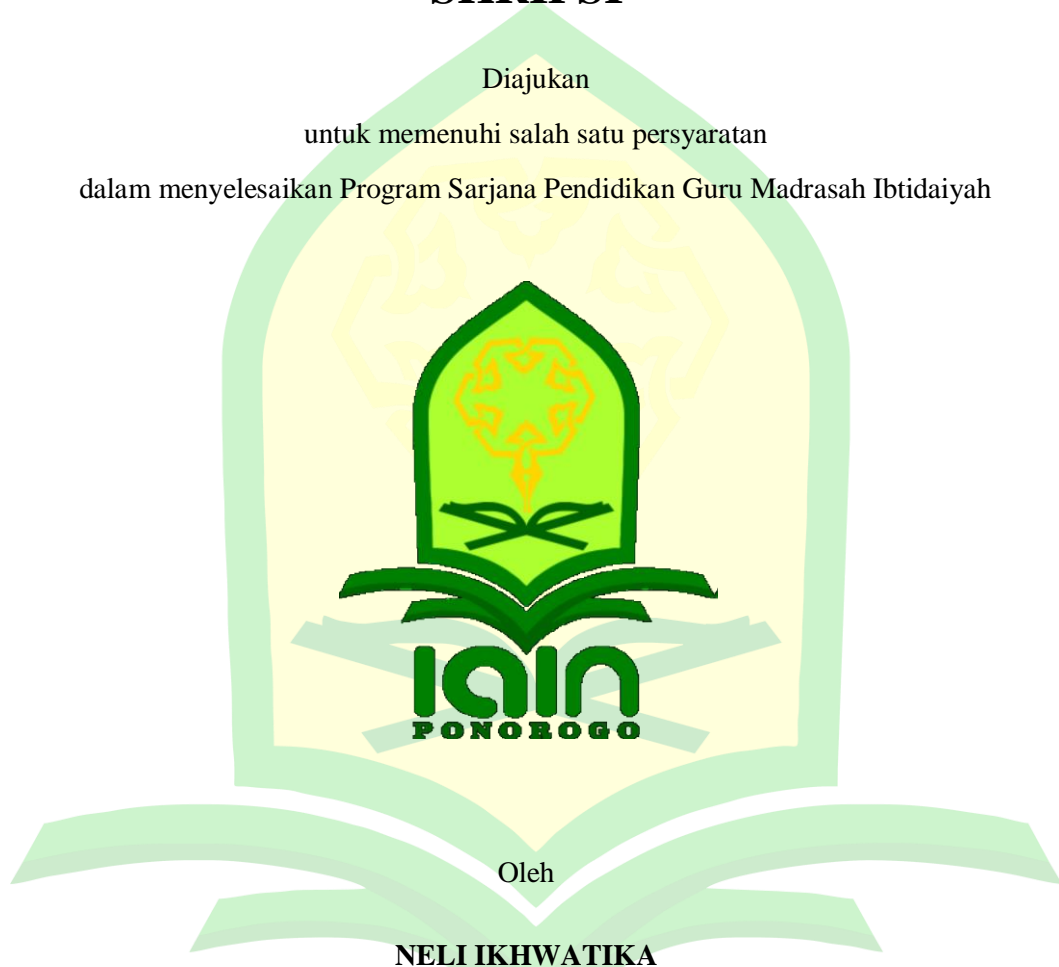 Diajukan
untuk memenuhi salah satu persyaratan
dalam menyelesaikan Program Sarjana Pendidikan Guru Madrasah Ibtidaiyah
IAIN
PONOROGO
Oleh
NELI IKHWATIKA